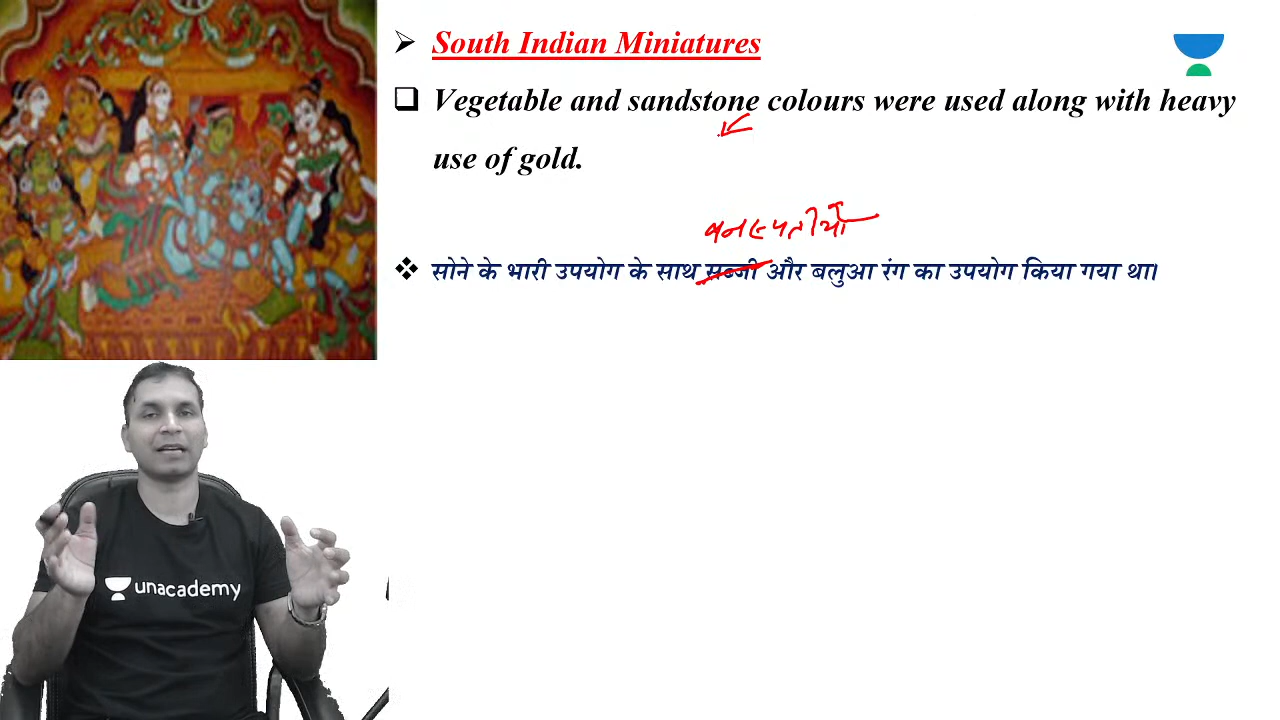 South Indian Miniatures
Vegetable and sandstone colours were used along with heavy
use of gold.
वनस्पतीयों
सोने के भारी उपयोग के साथ सब्जी और बलुआ रंग का उपयोग किया गया था।
unacademy